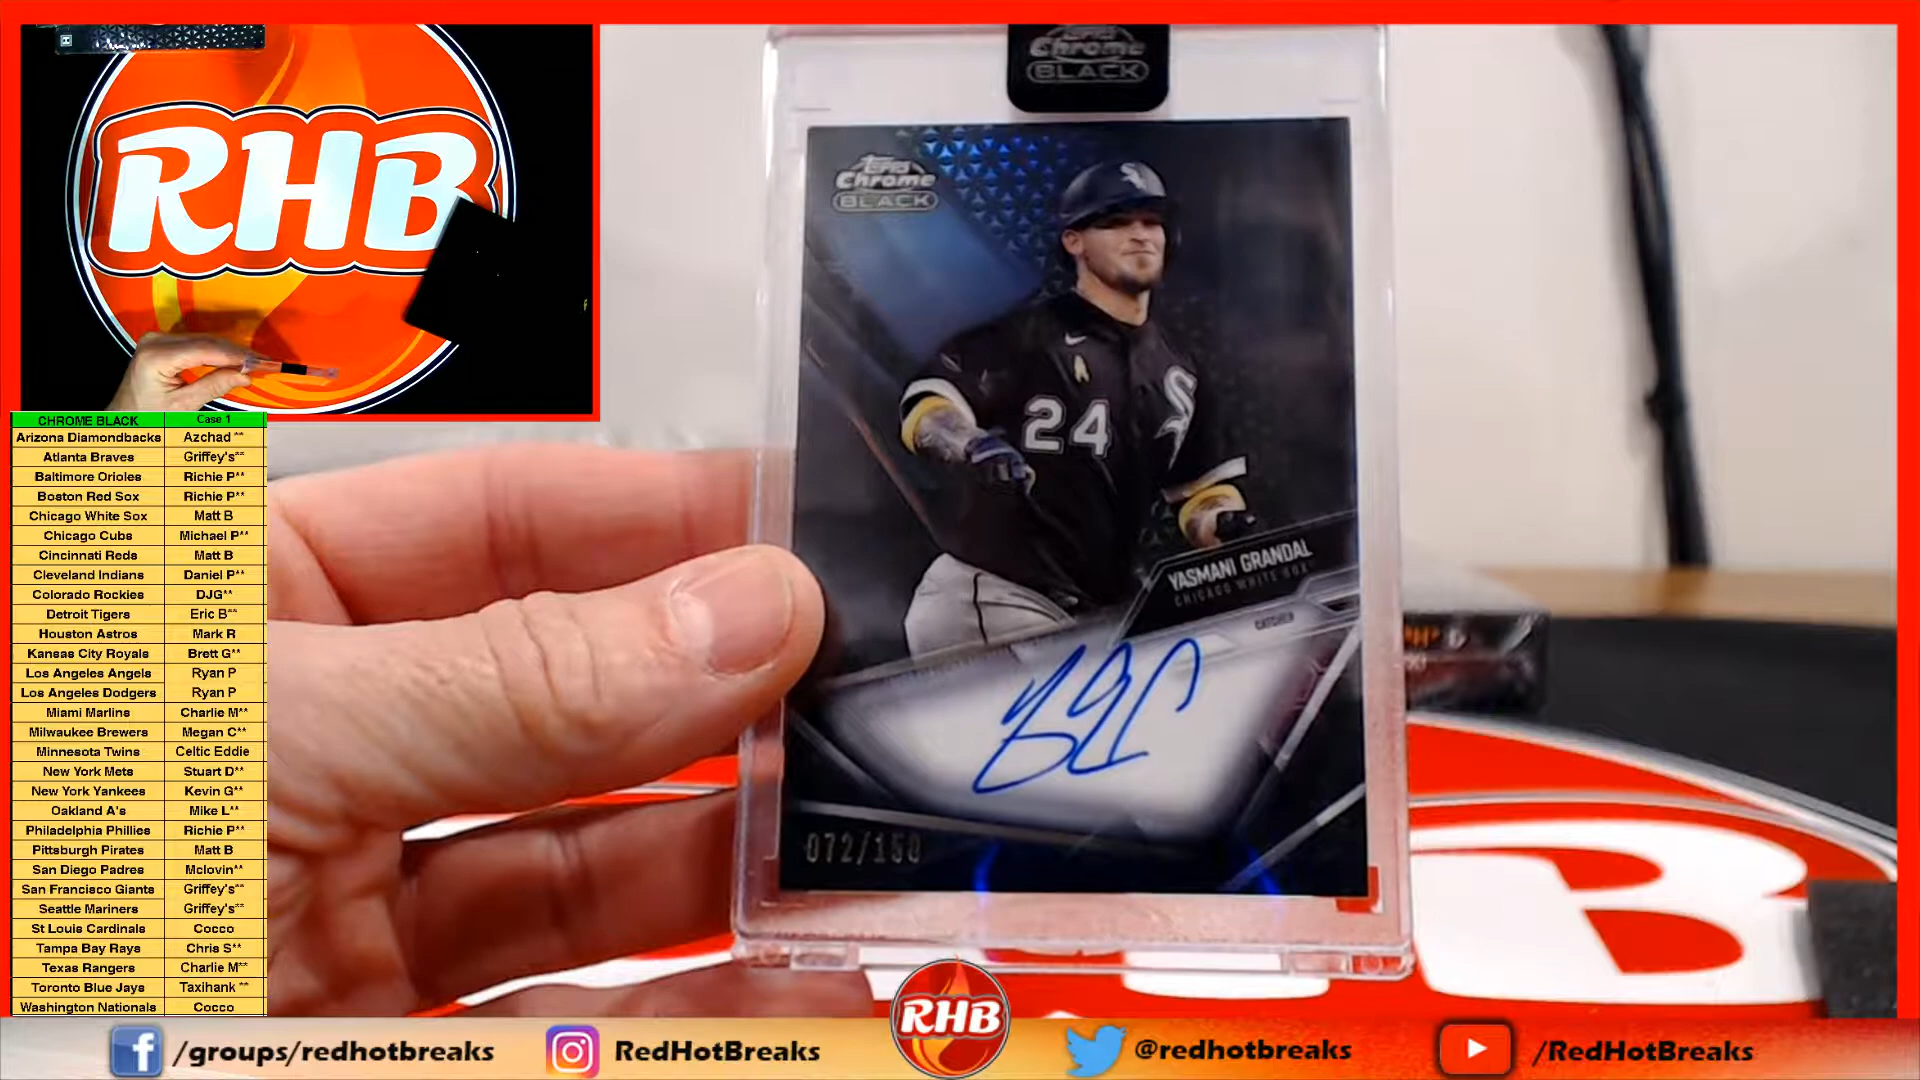 RHB
Topps Chrome
BLACK
Topps Chrome
BLACK
24
YASMANI GRANDAL
CHICAGO WHITE SOX
CATCHER
072/150
CHROME BLACK Case 1
Arizona Diamondbacks Azchad **
Atlanta Braves Griffey's**
Baltimore Orioles Richie P**
Boston Red Sox Richie P**
Chicago White Sox Matt B
Chicago Cubs Michael P**
Cincinnati Reds Matt B
Cleveland Indians Daniel P**
Colorado Rockies DJG**
Detroit Tigers Eric B**
Houston Astros Mark R
Kansas City Royals Brett G**
Los Angeles Angels Ryan P
Los Angeles Dodgers Ryan P
Miami Marlins Charlie M**
Milwaukee Brewers Megan C**
Minnesota Twins Celtic Eddie
New York Mets Stuart D**
New York Yankees Kevin G**
Oakland A's Mike L**
Philadelphia Phillies Richie P**
Pittsburgh Pirates Matt B
San Diego Padres Mclovin**
San Francisco Giants Griffey's**
Seattle Mariners Griffey's**
St Louis Cardinals Cocco
Tampa Bay Rays Chris S**
Texas Rangers Charlie M**
Toronto Blue Jays Taxihank **
Washington Nationals Cocco
RHB
/groups/redhotbreaks RedHotBreaks @redhotbreaks /RedHotBreaks